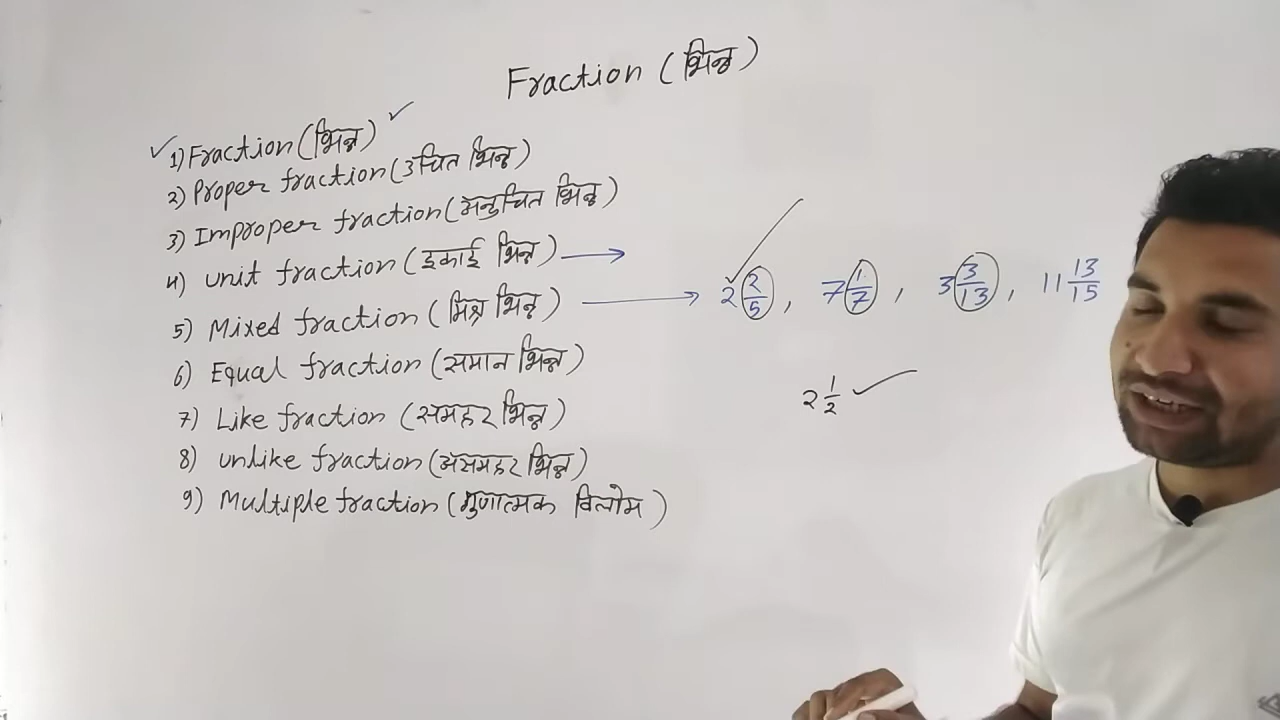 Fraction (भिन्न)
1) Fraction (भिन्न)
2) Proper fraction (उचित भिन्न)
3) Improper fraction (अनुचित भिन्न)
4) unit fraction (इकाई भिन्न)
5) Mixed fraction (मिश्र भिन्न) 2 2/5, 7 1/7, 3 3/13, 11 13/15
6) Equal fraction (समान भिन्न)
2 1/2
7) Like fraction (समहर भिन्न)
8) unlike fraction (असमहर भिन्न)
9) Multiple fraction (गुणात्मक विलोम)